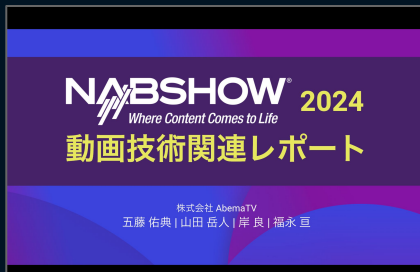 NABSHOW® 2024
Where Content Comes to Life
動画技術関連レポート
株式会社 AbemaTV
五藤 佑典 | 山田 岳人 | 岸 良 | 福永 亘